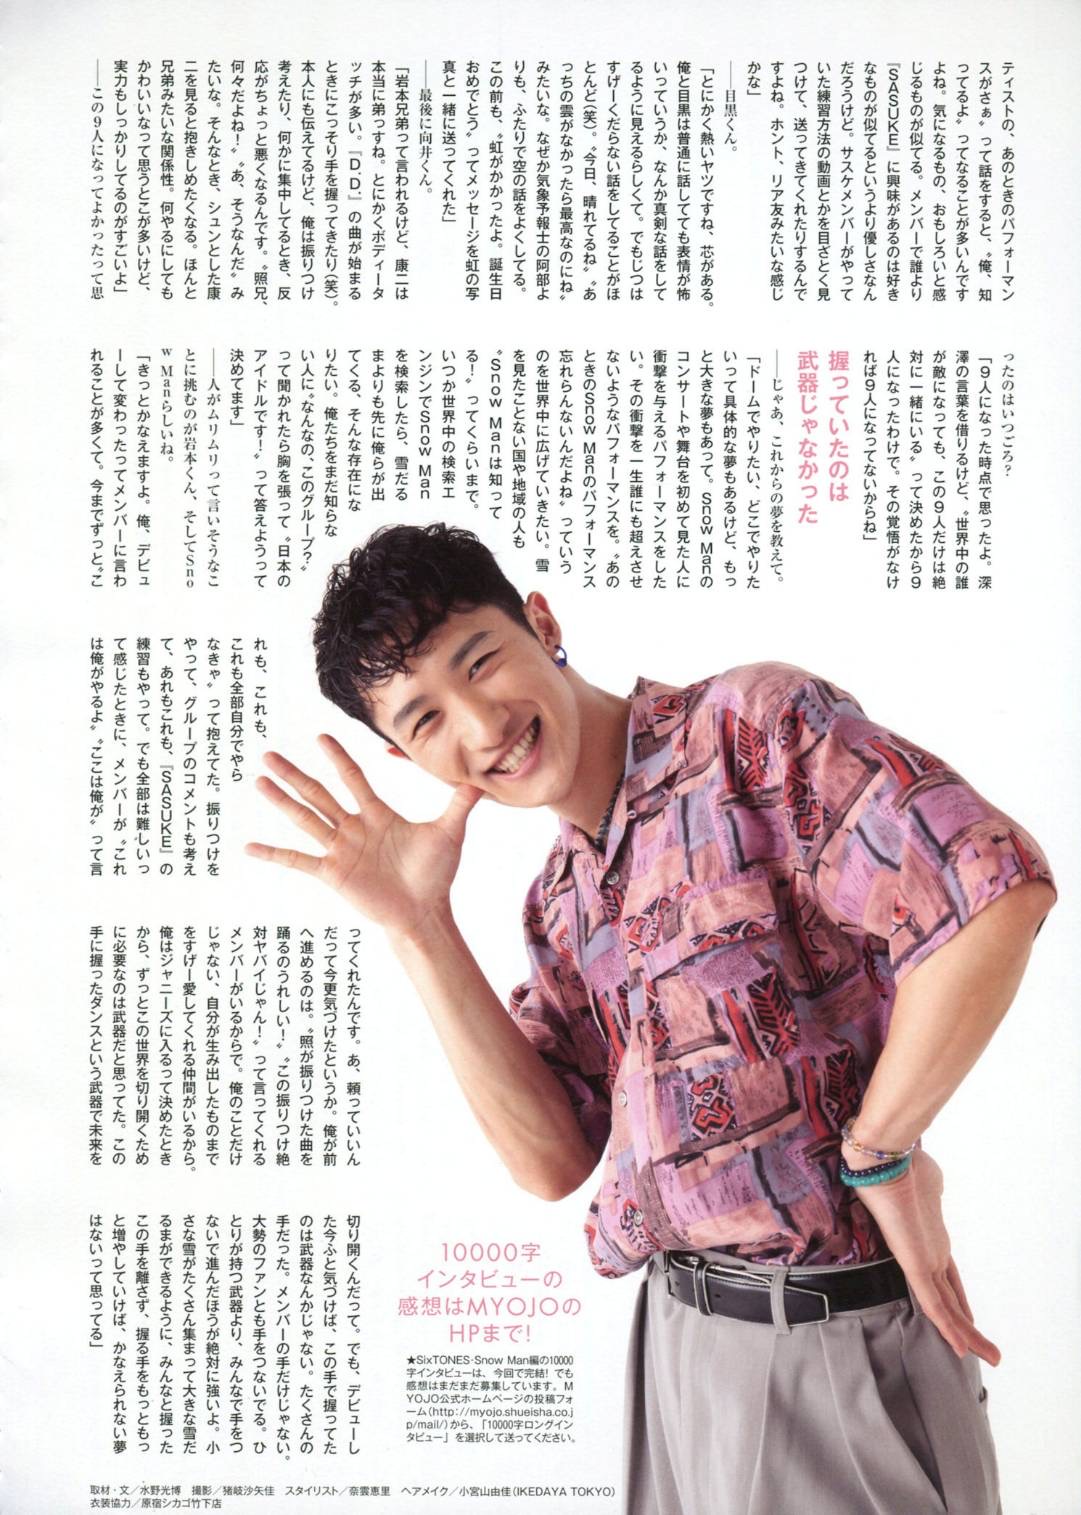 ティストの、あのときのパフォーマン
スがさぁ〟って話をすると、〝俺、知
ってるよ〟ってなることが多いんです
よね。気になるもの、おもしろいと感
じるものが似てる。メンバーで誰より
『SASUKE』に興味があるのは好き
なものが似てるというより優しさなん
だろうけど。サスケメンバーがやって
いた練習方法の動画とかを目ざとく見
つけて、送ってきてくれたりするんで
すよね。ホント、リア友みたいな感じ
かな」
──目黒くん。
「とにかく熱いヤツですね、芯がある。
俺と目黒は普通に話してても表情が怖
いっていうか、なんか真剣な話をして
るように見えるらしくて。でもじつは
すげーくだらない話をしてることがほ
とんど(笑)。〝今日、晴れてるね〟〝あ
っちの雲がなかったら最高なのにね〟
みたいな。なぜか気象予報士の阿部よ
りも、ふたりで空の話をよくしてる。
この前も、〝虹がかかったよ。誕生日
おめでとう〟ってメッセージを虹の写
真と一緒に送ってくれた」
──最後に向井くん。
「岩本兄弟って言われるけど、康二は
本当に弟っすね。とにかくボディータ
ッチが多い。『D.D.』の曲が始まる
ときにこっそり手を握ってきたり(笑)。
本人にも伝えてるけど、俺は振りつけ
考えたり、何かに集中してるとき、反
応がちょっと悪くなるんです。〝照兄、
何々だよね!〟〝あ、そうなんだ〟み
たいな。そんなとき、シュンとした康
二を見ると抱きしめたくなる。ほんと
兄弟みたいな関係性。何やるにしても
かわいいなって思うとこが多いけど、
実力もしっかりしてるのがすごいよ」
──この9人になってよかったって思
ったのはいつごろ?
「9人になった時点で思ったよ。深
澤の言葉を借りるけど、〝世界中の誰
が敵になっても、この9人だけは絶
対に一緒にいる〟って決めたから9
人になったわけで。その覚悟がなけ
れば9人になってないからね」
握っていたのは
武器じゃなかった
──じゃあ、これからの夢を教えて。
「ドームでやりたい、どこでやりた
いって具体的な夢もあるけど、もっ
と大きな夢もあって。Snow Manの
コンサートや舞台を初めて見た人に
衝撃を与えるパフォーマンスをした
い。その衝撃を一生誰にも超えさせ
ないようなパフォーマンスを。〝あの
ときのSnow Manのパフォーマンス
忘れらんないんだよね〟っていう
のを世界中に広げていきたい。雪
を見たことない国や地域の人も
〝Snow Manは知って
る!〟ってくらいまで。
いつか世界中の検索エ
ンジンでSnow Man
を検索したら、雪だる
まよりも先に俺らが出
てくる、そんな存在にな
りたい。俺たちをまだ知らな
い人に〝なんなの、このグループ?〟
って聞かれたら胸を張って〝日本の
アイドルです!〟って答えようって
決めてます」
──人がムリムリって言いそうなこ
とに挑むのが岩本くん、そしてSno
w Manらしいね。
「きっとかなえますよ。俺、デビュ
ーして変わったってメンバーに言わ
れることが多くて。今までずっと〝こ
れも、これも、
これも全部自分でやら
なきゃ〟って抱えてた。振りつけを
やって、グループのコメントも考え
て、あれもこれも、『SASUKE』の
練習もやって。でも全部は難しいっ
て感じたときに、メンバーが〝これ
は俺がやるよ〟〝ここは俺が〟って言
ってくれたんです。あ、頼っていいん
だって今更気づけたというか。俺が前
へ進めるのは。〝照が振りつけた曲を
踊るのうれしい!〟〝この振りつけ絶
対ヤバイじゃん!〟って言ってくれる
メンバーがいるからで。俺のことだけ
じゃない、自分が生み出したものまで
をすげー愛してくれる仲間がいるから。
俺はジャニーズに入るって決めたとき
から、ずっとこの世界を切り開くため
に必要なのは武器だと思ってた。この
手に握ったダンスという武器で未来を
切り開くんだって。でも、デビューし
た今ふと気づけば、この手で握ってた
のは武器なんかじゃない。たくさんの
手だった。メンバーの手だけじゃない。
大勢のファンとも手をつないでる。ひ
とりが持つ武器より、みんなで手をつ
ないで進んだほうが絶対に強いよ。小
さな雪がたくさん集まって大きな雪だ
るまができるように、みんなと握った
この手を離さず、握る手をもっともっ
と増やしていけば、かなえられない夢
はないって思ってる」
10000字
インタビューの
感想はMYOJOの
HPまで!
★SixTONES・Snow Man編の10000
字インタビューは、今回で完結! でも
感想はまだまだ募集しています。M
YOJO公式ホームページの投稿フォ
ーム(http://myojo.shueisha.co.j
p/mail/)から、「10000字ロングイン
タビュー」を選択して送ってください。
取材・文/水野光博　撮影/猪岐沙矢佳　スタイリスト/奈雲恵里　ヘアメイク/小宮山由佳(IKEDAYA TOKYO)
衣装協力/原宿シカゴ竹下店